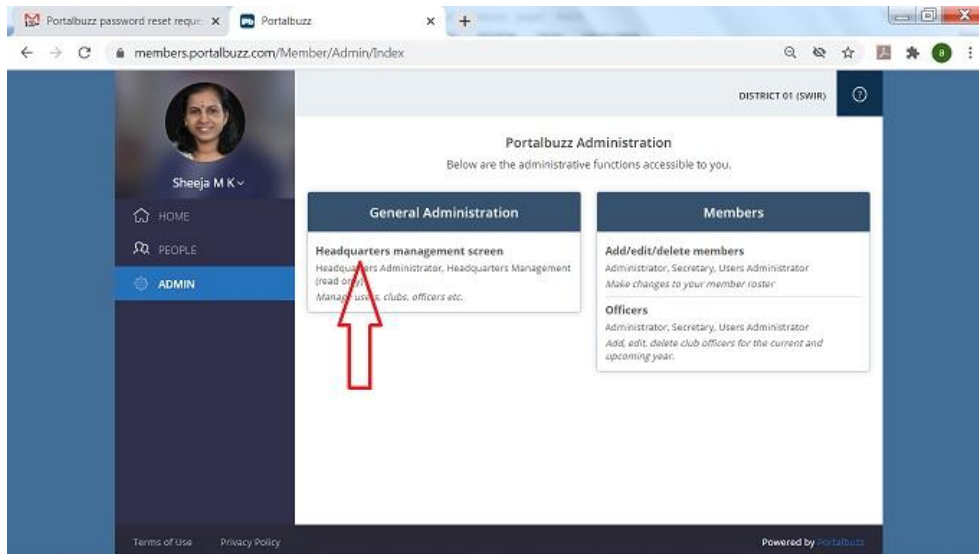 Portalbuzz password reset reque
Portalbuzz
members.portalbuzz.com/Member/Admin/Index
DISTRICT 01 (SWIR)
Sheeja M K
HOME
PEOPLE
ADMIN
Portalbuzz Administration
Below are the administrative functions accessible to you.
General Administration
Headquarters management screen
Headquarters Administrator, Headquarters Management
(read only)
Manage users, clubs, officers etc.
Members
Add/edit/delete members
Administrator, Secretary, Users Administrator
Make changes to your member roster
Officers
Administrator, Secretary, Users Administrator
Add, edit, delete club officers for the current and
upcoming year.
Terms of Use Privacy Policy
Powered by Portalbuzz